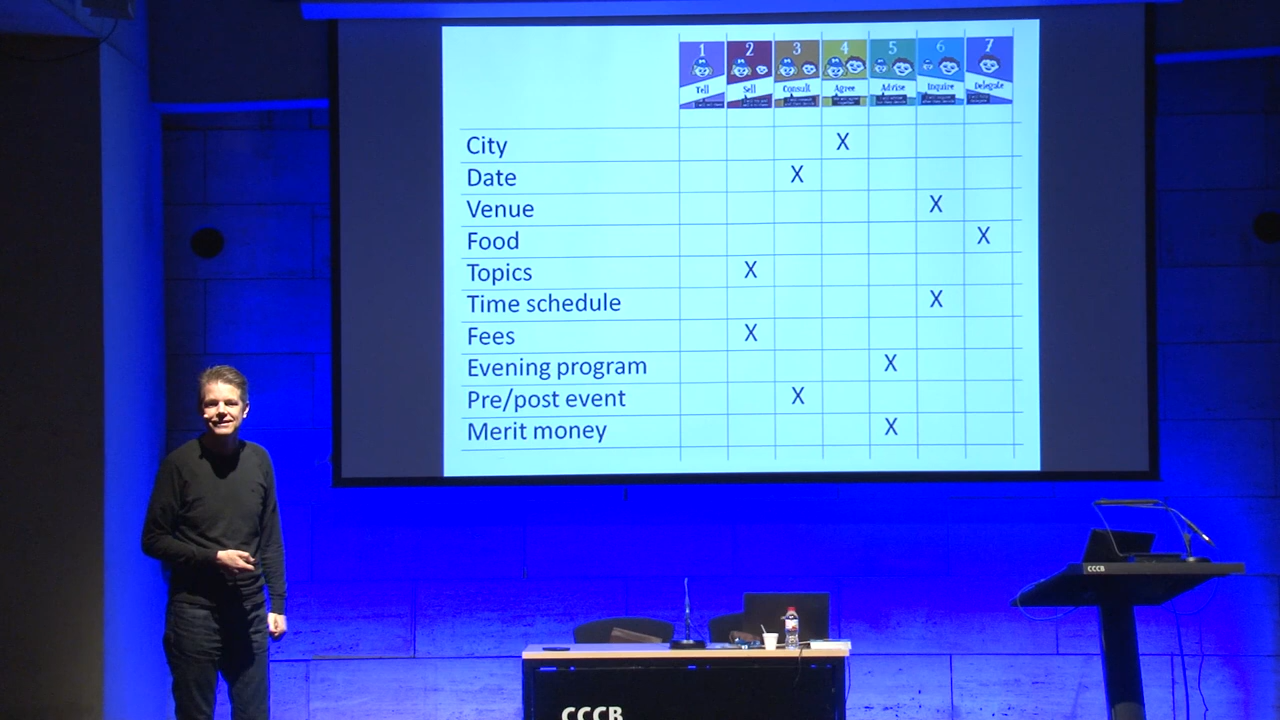 1 2 3 4 5 6 7
Tell Sell Consult Agree Advise Inquire Delegate
City X
Date X
Venue X
Food X
Topics X
Time schedule X
Fees X
Evening program X
Pre/post event X
Merit money X
CCCB
CCCB